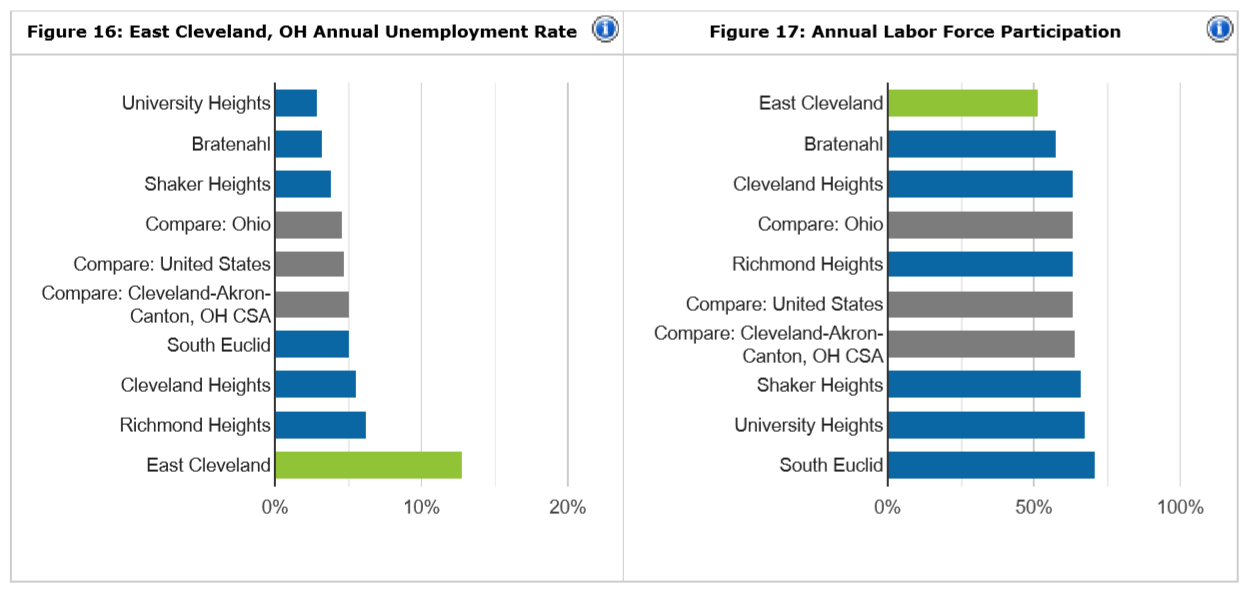 Figure 16: East Cleveland, OH Annual Unemployment Rate
University Heights
Bratenahl
Shaker Heights
Compare: Ohio
Compare: United States
Compare: Cleveland-Akron-
Canton, OH CSA
South Euclid
Cleveland Heights
Richmond Heights
East Cleveland
0%
10%
20%
Figure 17: Annual Labor Force Participation
East Cleveland
Bratenahl
Cleveland Heights
Compare: Ohio
Richmond Heights
Compare: United States
Compare: Cleveland-Akron-
Canton, OH CSA
Shaker Heights
University Heights
South Euclid
0%
50%
100%